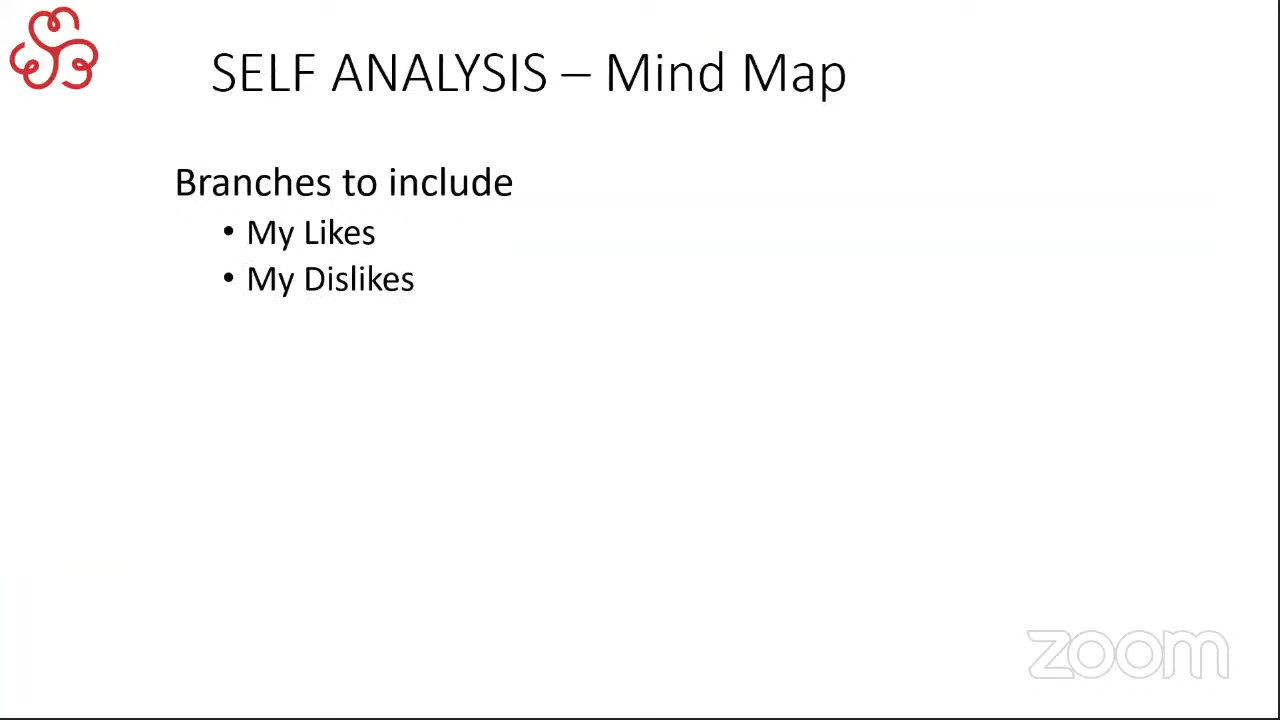 SELF ANALYSIS – Mind Map
Branches to include
• My Likes
• My Dislikes
zoom